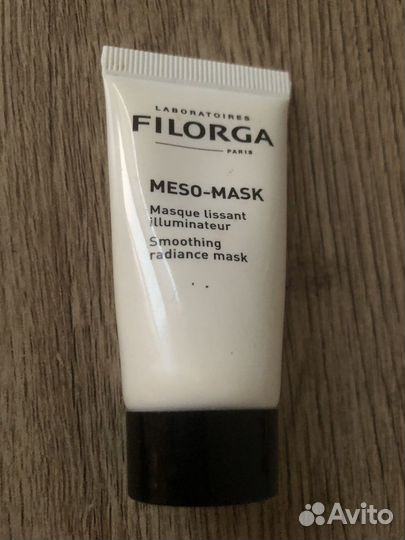 LABORATOIRES
FILORGA
PARIS
MESO-MASK
Masque lissant
illuminateur
Smoothing
radiance mask
Avito